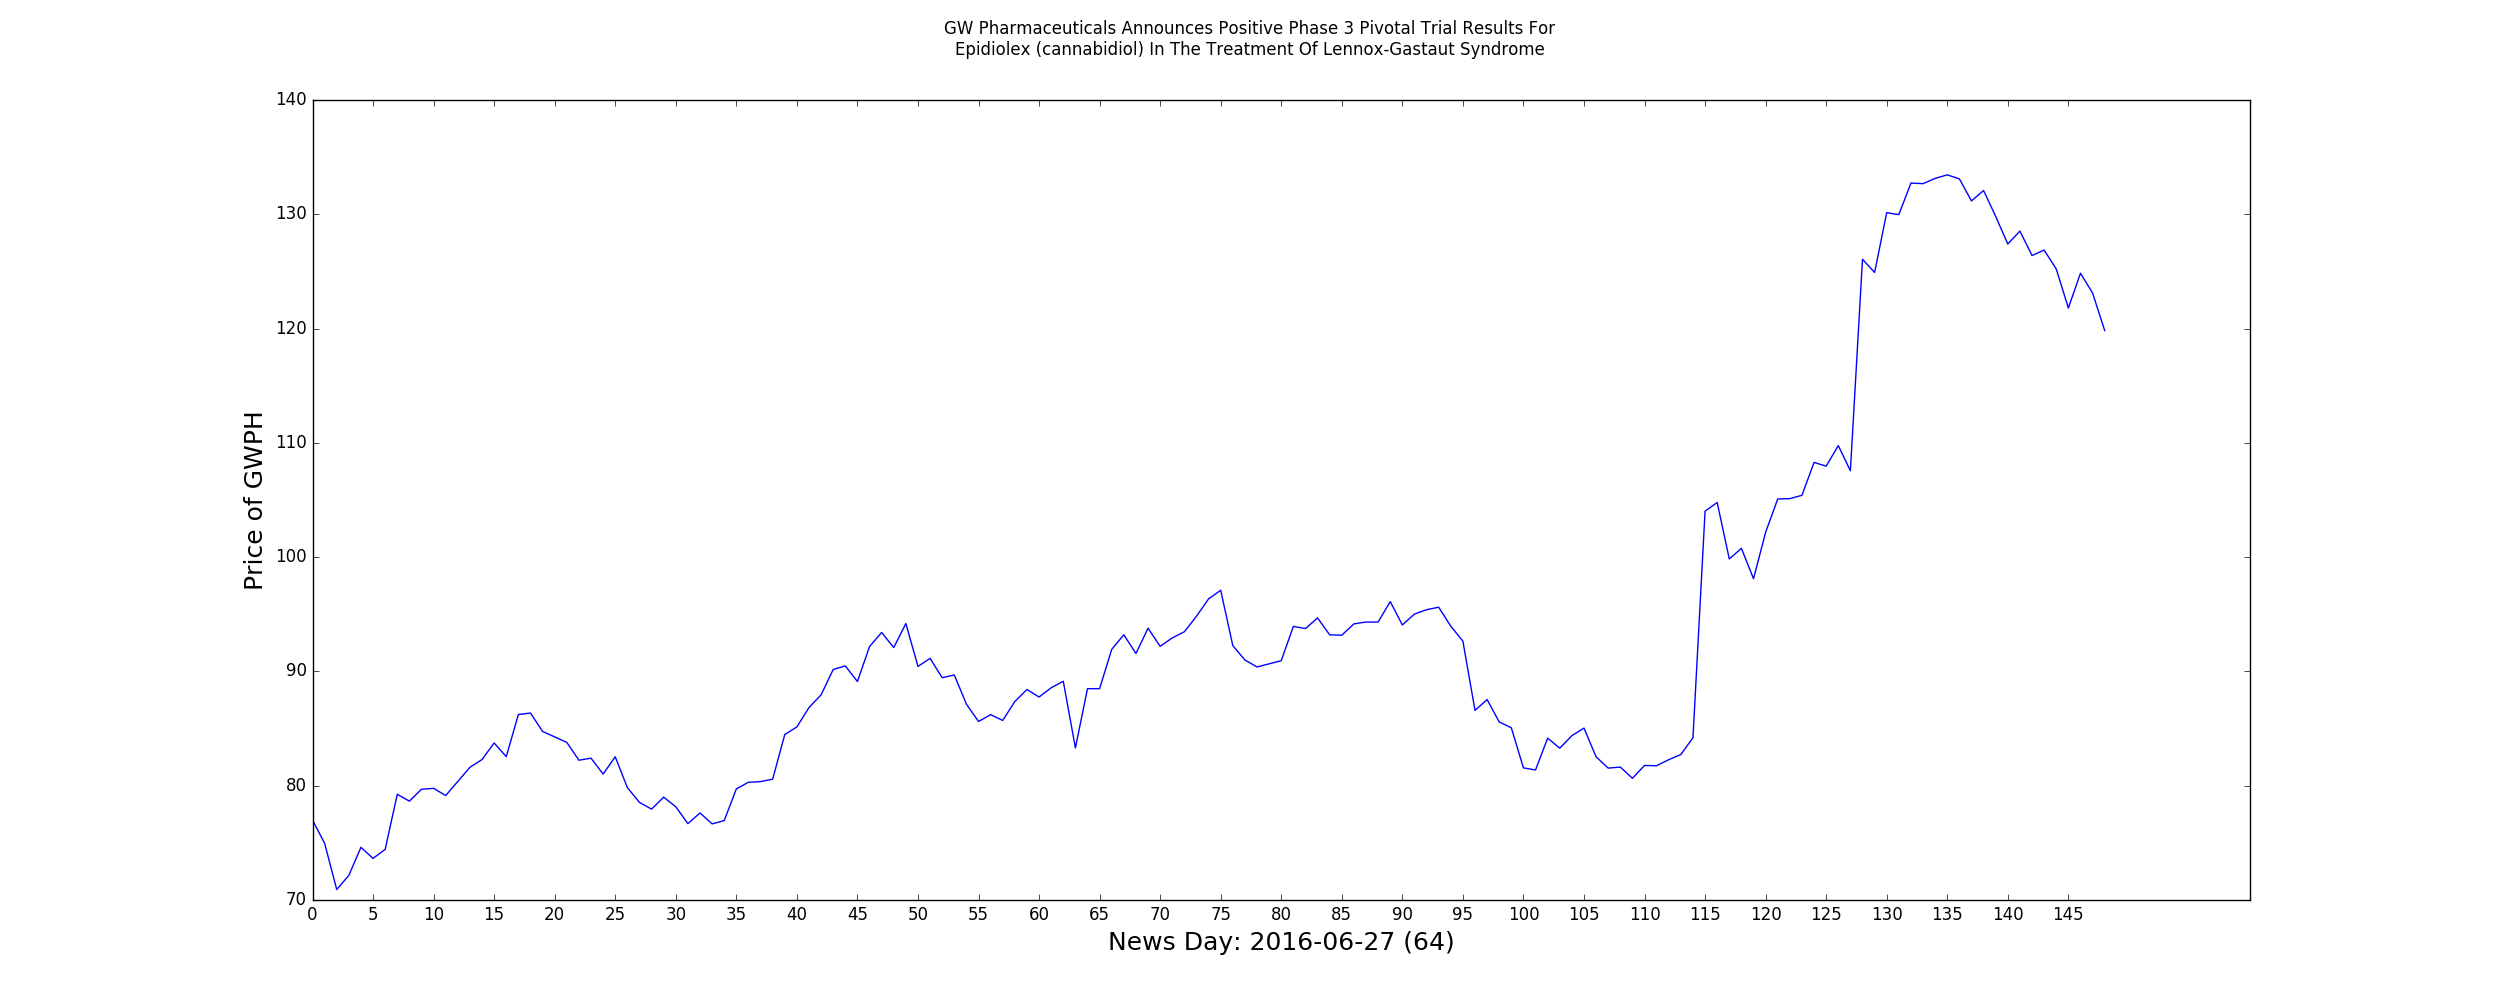 GW Pharmaceuticals Announces Positive Phase 3 Pivotal Trial Results For
Epidiolex (cannabidiol) In The Treatment Of Lennox-Gastaut Syndrome
140
130
120
110
100
90
80
70
Price of GWPH
0 5 10 15 20 25 30 35 40 45 50 55 60 65 70 75 80 85 90 95 100 105 110 115 120 125 130 135 140 145
News Day: 2016-06-27 (64)